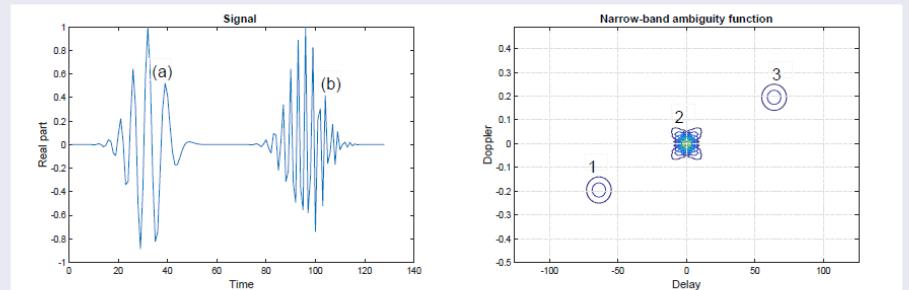 Signal
1
0.8
0.6
0.4
0.2
0
-0.2
-0.4
-0.6
-0.8
-1
Real part
(a)
(b)
0 20 40 60 80 100 120 140
Time
Narrow-band ambiguity function
0.4
0.3
0.2
0.1
0
-0.1
-0.2
-0.3
-0.4
-0.5
Doppler
3
2
1
-100 -50 0 50 100
Delay